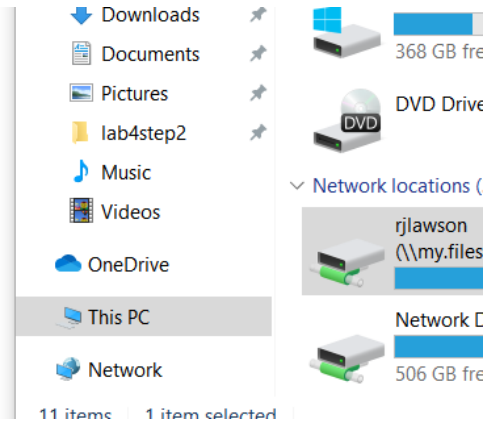 Downloads
Documents
Pictures
lab4step2
Music
Videos
OneDrive
This PC
Network
11 items
1 item selected
368 GB fre
DVD Drive
DVD
Network locations (
rjlawson
(\\my.files
Network D
506 GB fre